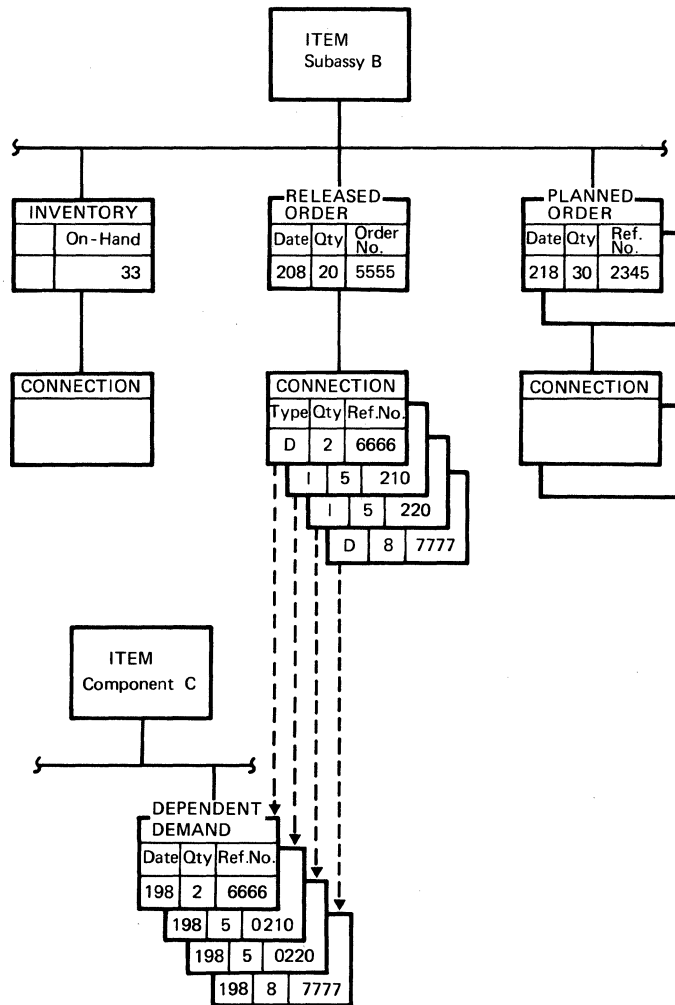 ITEM
Subassy B
INVENTORY
On-Hand
33
RELEASED
ORDER
Date Qty Order No.
208 20 5555
PLANNED
ORDER
Date Qty Ref. No.
218 30 2345
CONNECTION
CONNECTION
Type Qty Ref.No.
D 2 6666
I 5 210
I 5 220
D 8 7777
CONNECTION
ITEM
Component C
DEPENDENT
DEMAND
Date Qty Ref.No.
198 2 6666
198 5 0210
198 5 0220
198 8 7777